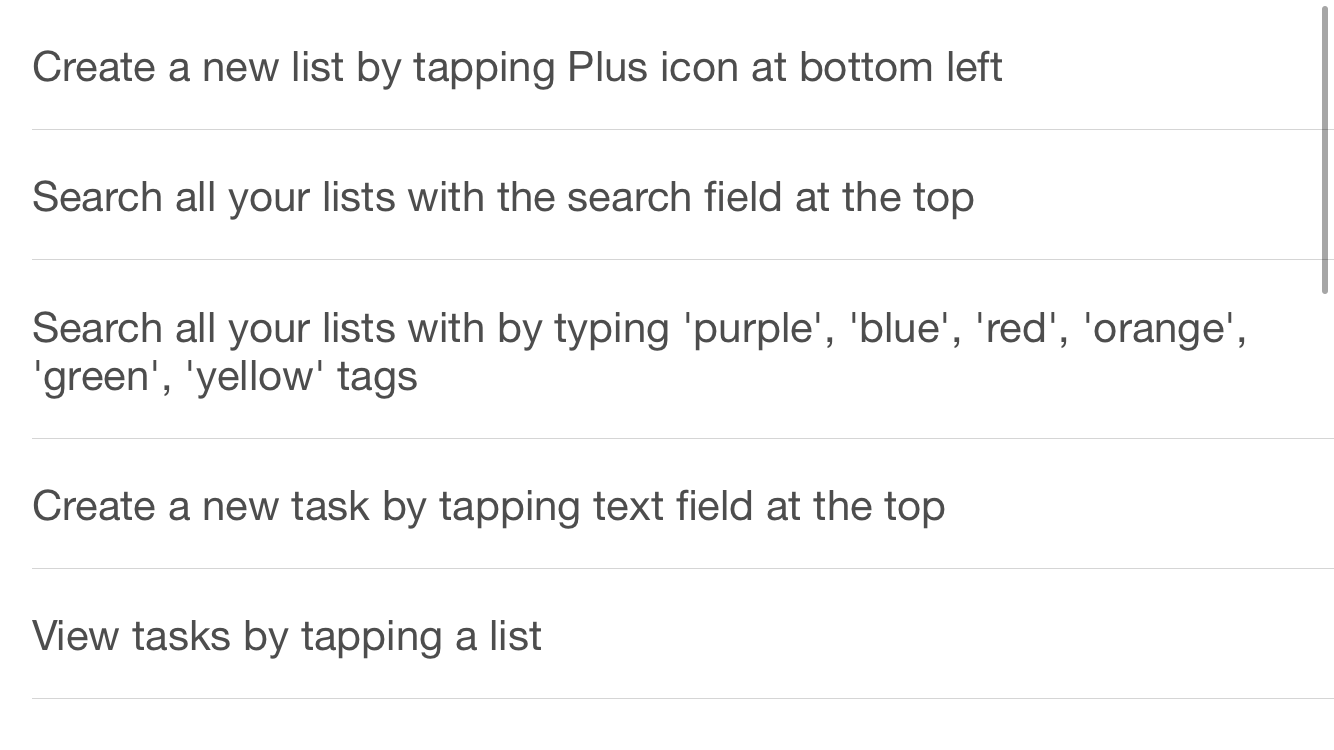 Create a new list by tapping Plus icon at bottom left
Search all your lists with the search field at the top
Search all your lists with by typing 'purple', 'blue', 'red', 'orange',
'green', 'yellow' tags
Create a new task by tapping text field at the top
View tasks by tapping a list